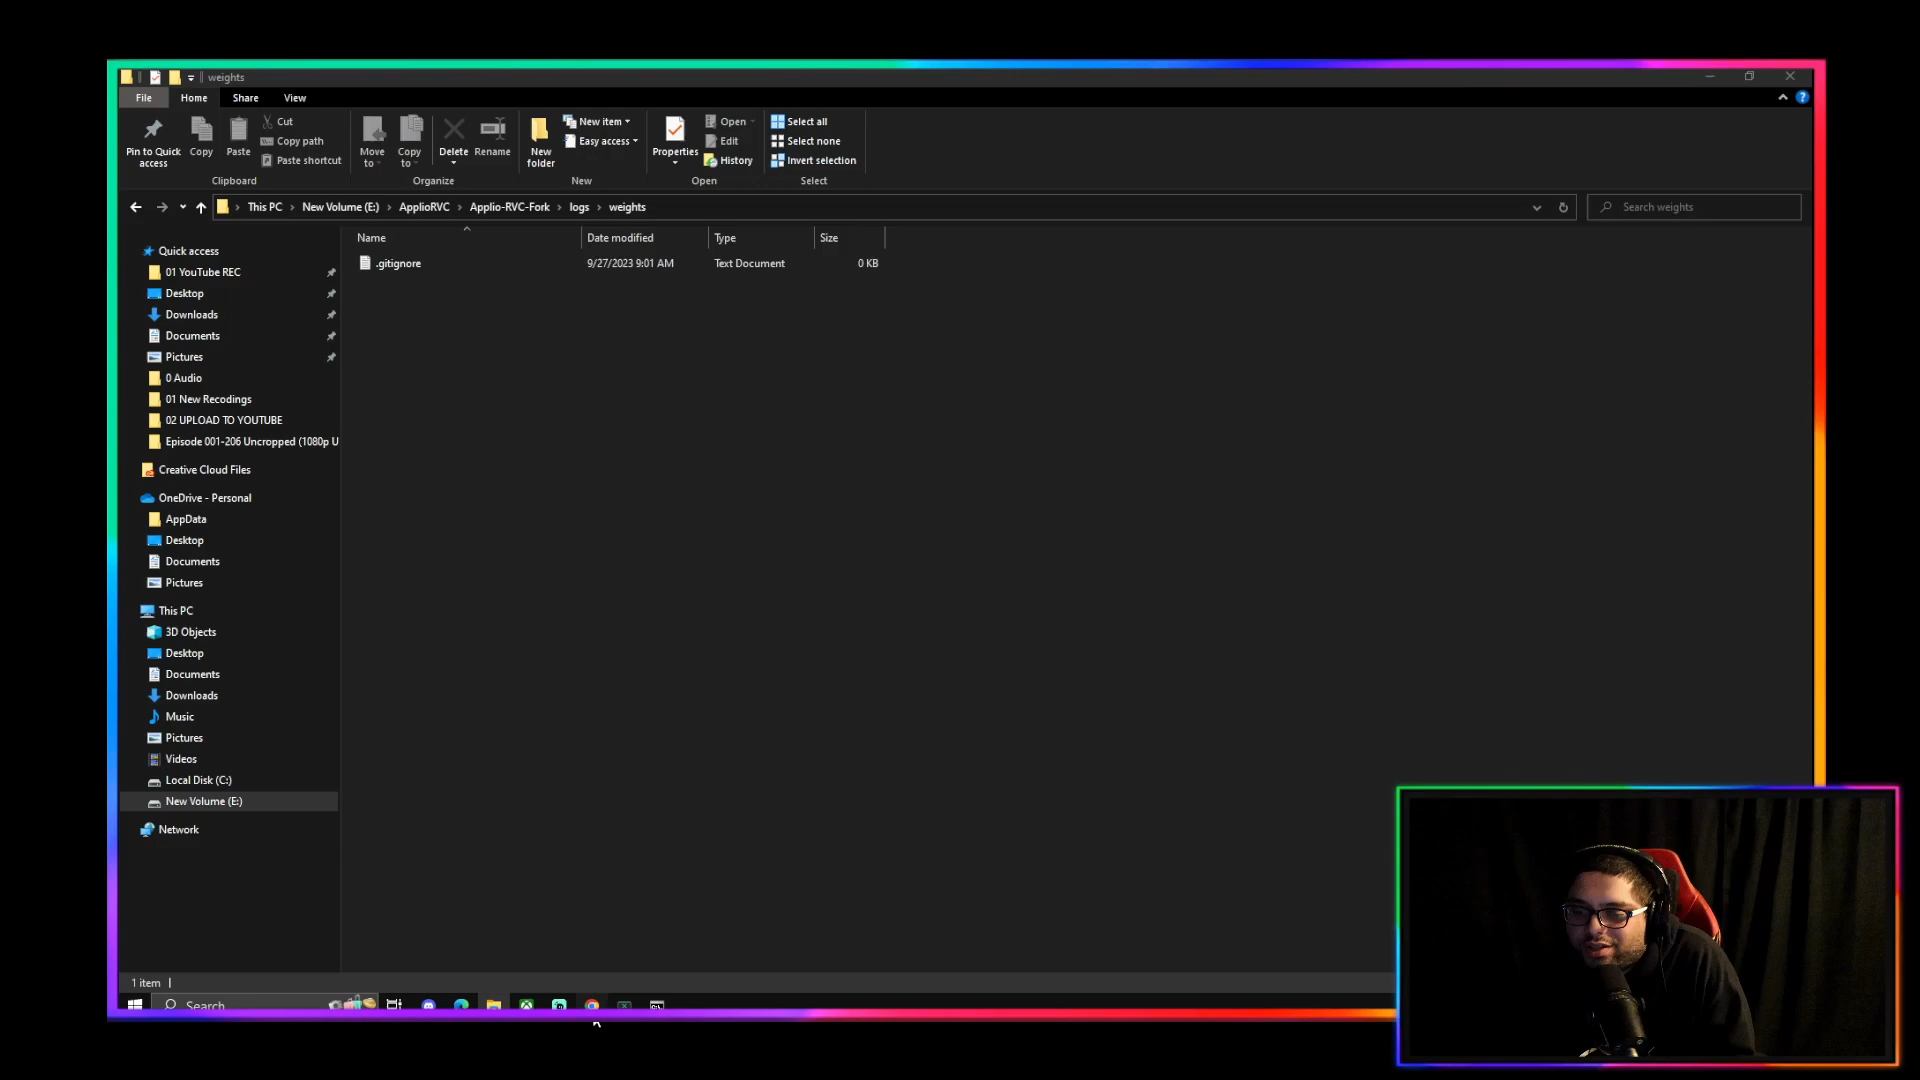 weights
File Home Share View
Pin to Quick access
Copy
Paste
Cut
Copy path
Paste shortcut
Clipboard
Move to
Copy to
Delete
Rename
Organize
New folder
New item
Easy access
New
Properties
Open
Edit
History
Open
Select all
Select none
Invert selection
Select
This PC > New Volume (E:) > ApplioRVC > Applio-RVC-Fork > logs > weights
Search weights
Name Date modified Type Size
.gitignore 9/27/2023 9:01 AM Text Document 0 KB
Quick access
01 YouTube REC
Desktop
Downloads
Documents
Pictures
0 Audio
01 New Recodings
02 UPLOAD TO YOUTUBE
Episode 001-206 Uncropped (1080p U
Creative Cloud Files
OneDrive - Personal
AppData
Desktop
Documents
Pictures
This PC
3D Objects
Desktop
Documents
Downloads
Music
Pictures
Videos
Local Disk (C:)
New Volume (E:)
Network
1 item
Search